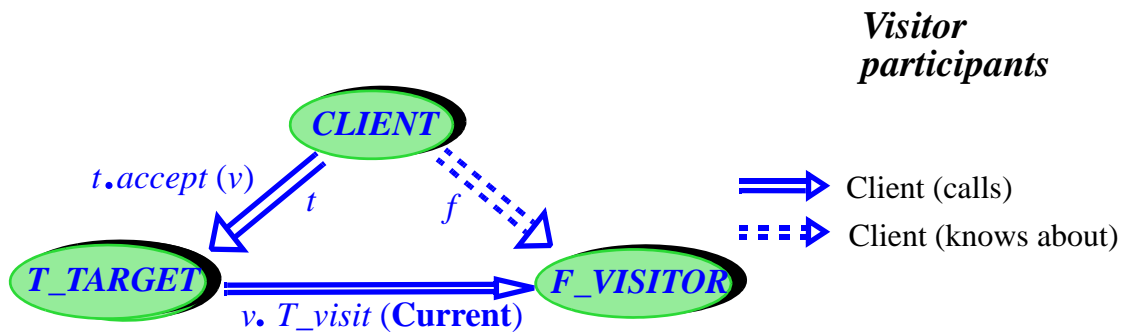 Visitor
participants
CLIENT
t.accept (v)
t
f
Client (calls)
Client (knows about)
T_TARGET
F_VISITOR
v. T_visit (Current)